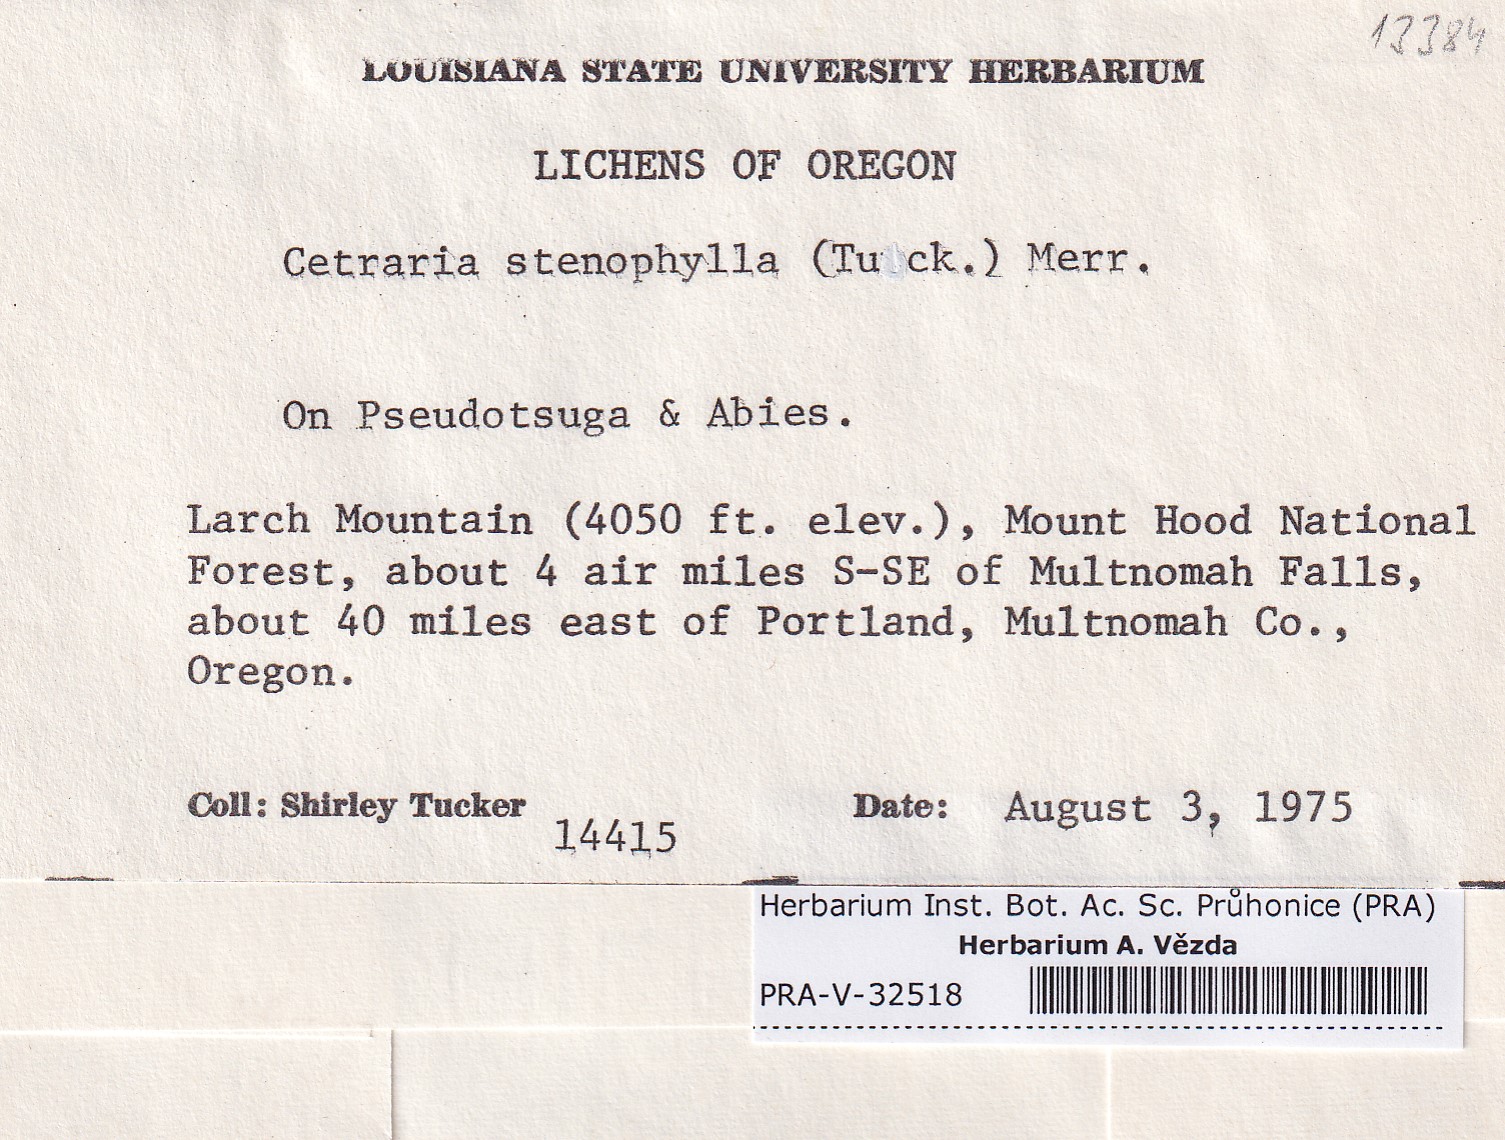 13384
LOUISIANA STATE UNIVERSITY HERBARIUM
LICHENS OF OREGON
Cetraria stenophylla (Tuck.) Merr.
On Pseudotsuga & Abies.
Larch Mountain (4050 ft. elev.), Mount Hood National
Forest, about 4 air miles S-SE of Multnomah Falls,
about 40 miles east of Portland, Multnomah Co.,
Oregon.
Coll: Shirley Tucker 14415 Date: August 3, 1975
Herbarium Inst. Bot. Ac. Sc. Průhonice (PRA)
Herbarium A. Vězda
PRA-V-32518